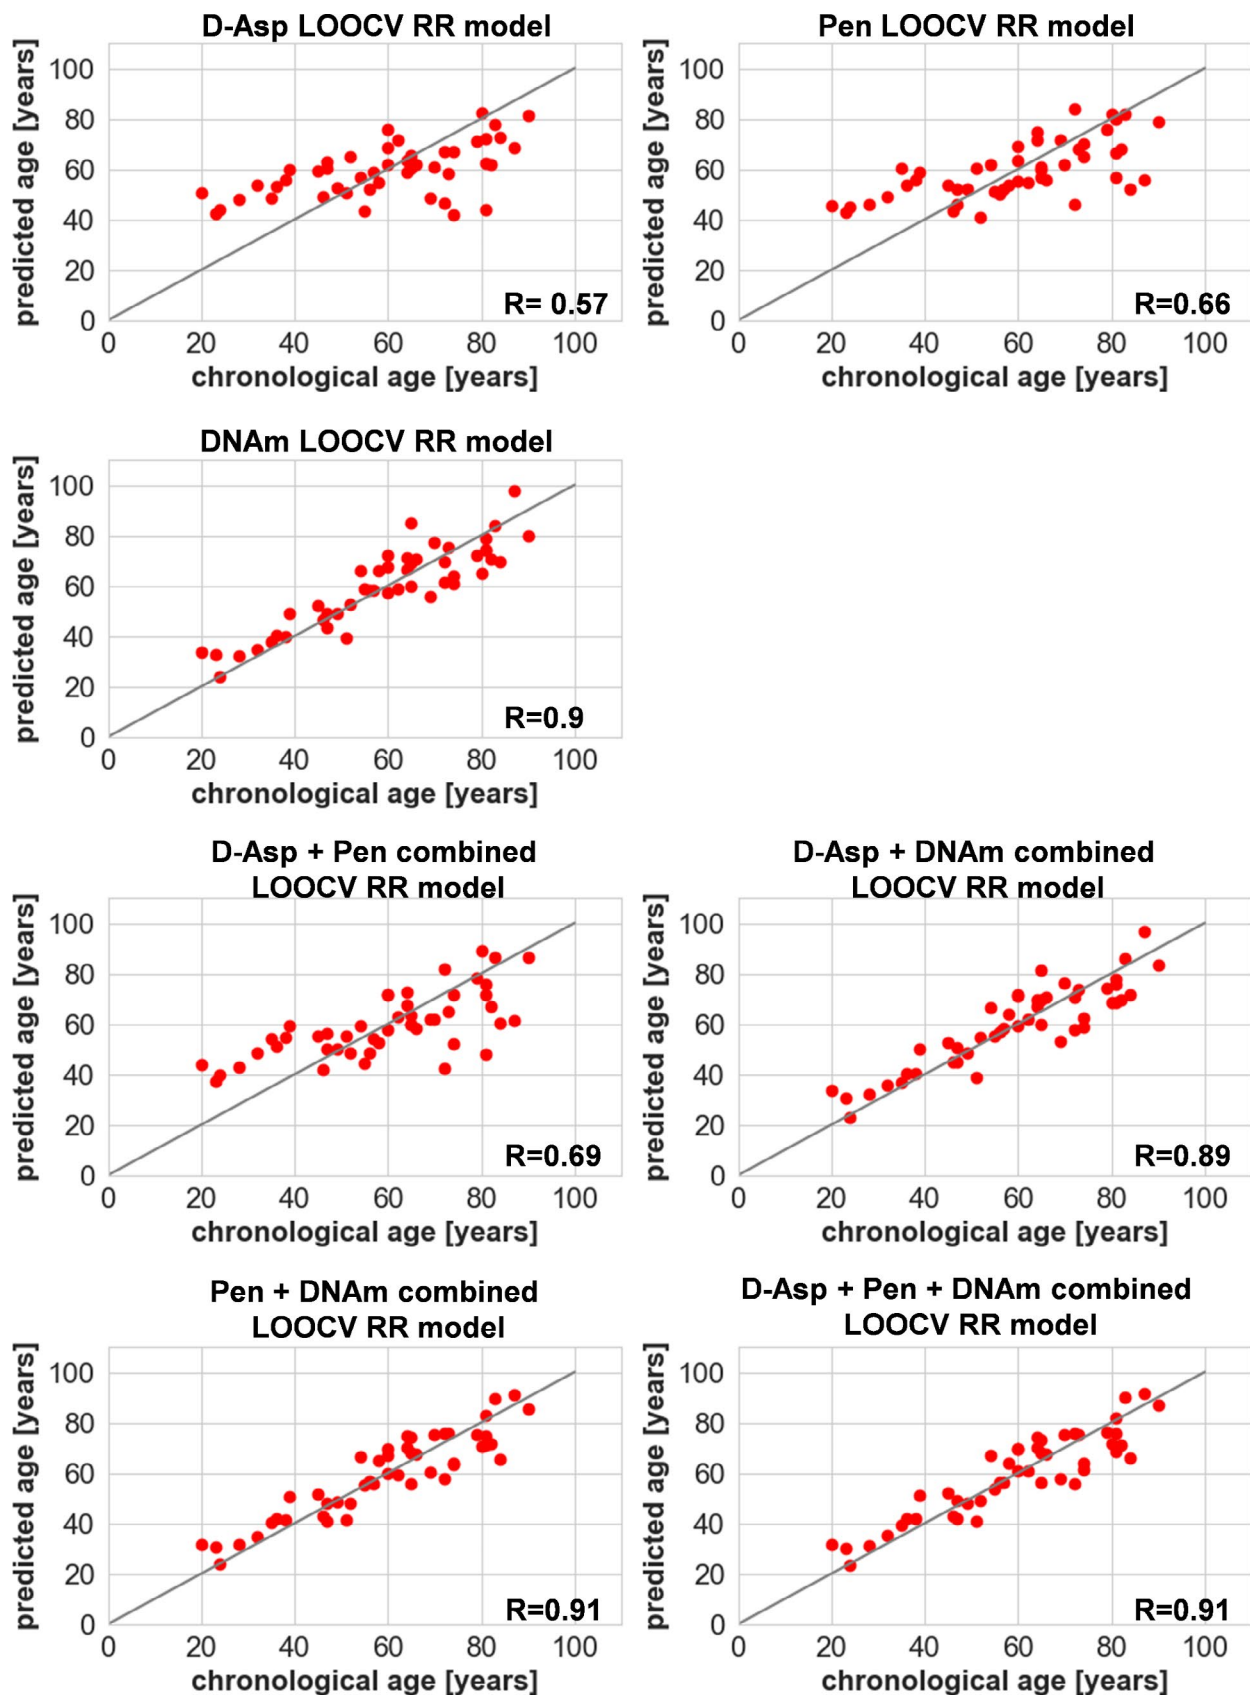 D-Asp LOOCV RR model
predicted age [years]
100
80
60
40
20
0
R= 0.57
0 20 40 60 80 100
chronological age [years]
Pen LOOCV RR model
predicted age [years]
100
80
60
40
20
0
R=0.66
0 20 40 60 80 100
chronological age [years]
DNAm LOOCV RR model
predicted age [years]
100
80
60
40
20
0
R=0.9
0 20 40 60 80 100
chronological age [years]
D-Asp + Pen combined
LOOCV RR model
predicted age [years]
100
80
60
40
20
0
R=0.69
0 20 40 60 80 100
chronological age [years]
D-Asp + DNAm combined
LOOCV RR model
predicted age [years]
100
80
60
40
20
0
R=0.89
0 20 40 60 80 100
chronological age [years]
Pen + DNAm combined
LOOCV RR model
predicted age [years]
100
80
60
40
20
0
R=0.91
0 20 40 60 80 100
chronological age [years]
D-Asp + Pen + DNAm combined
LOOCV RR model
predicted age [years]
100
80
60
40
20
0
R=0.91
0 20 40 60 80 100
chronological age [years]